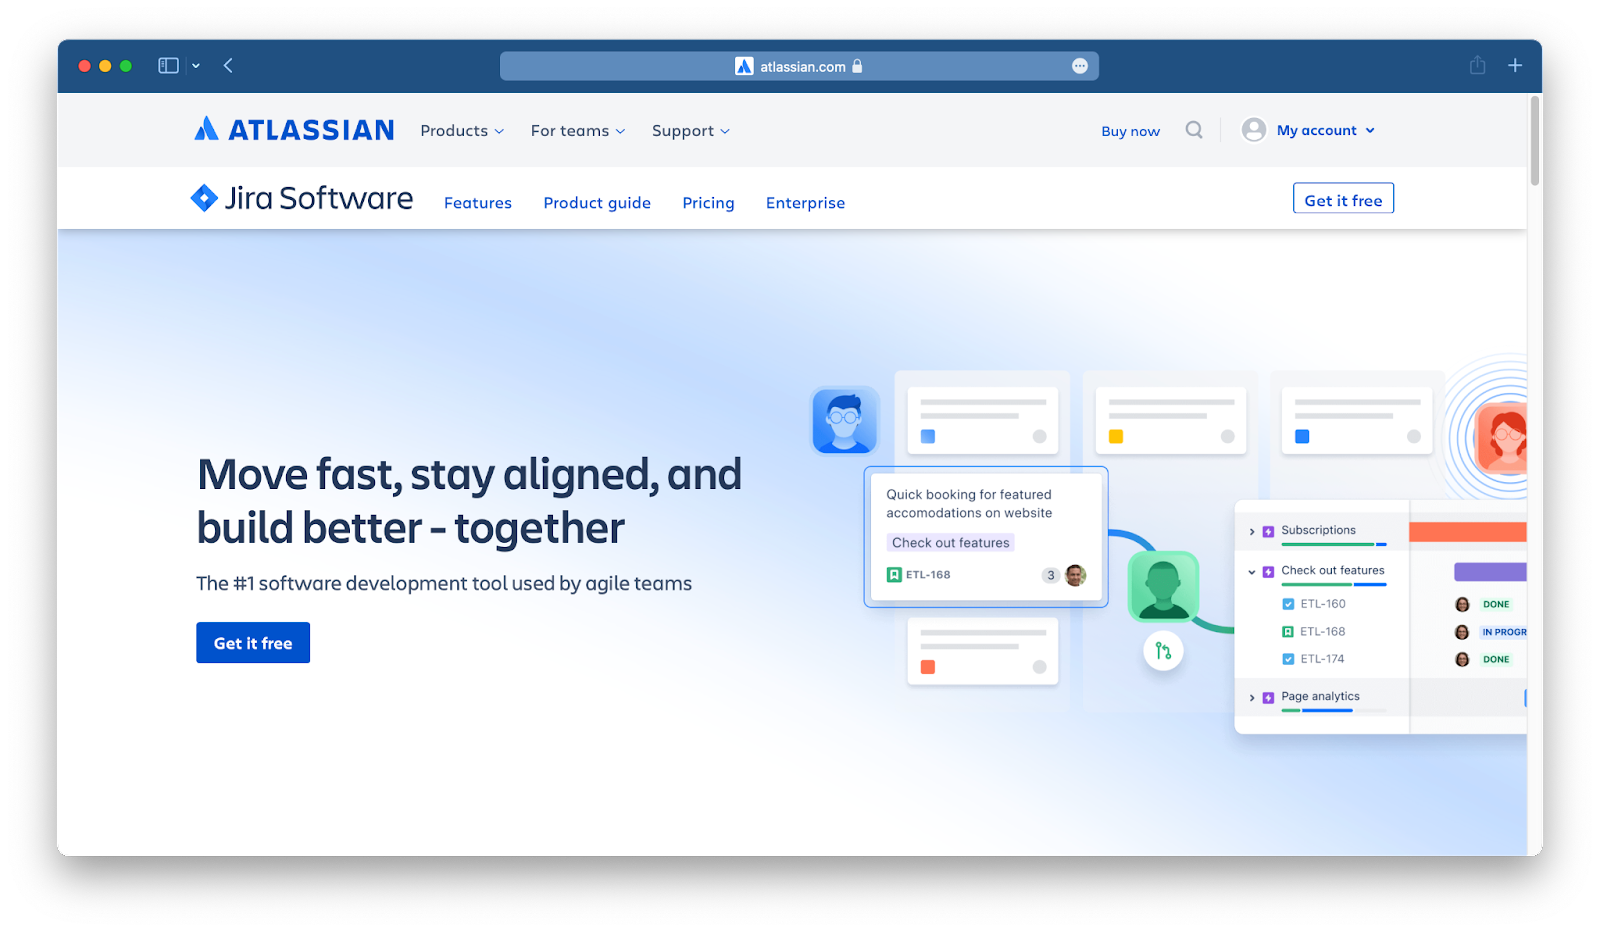 atlassian.com
ATLASSIAN
Products
For teams
Support
Buy now
My account
Jira Software
Features
Product guide
Pricing
Enterprise
Get it free
Move fast, stay aligned, and
build better - together
The #1 software development tool used by agile teams
Get it free
Quick booking for featured
accomodations on website
Check out features
ETL-168
3
Subscriptions
Check out features
ETL-160
DONE
ETL-168
IN PROGR
ETL-174
DONE
Page analytics